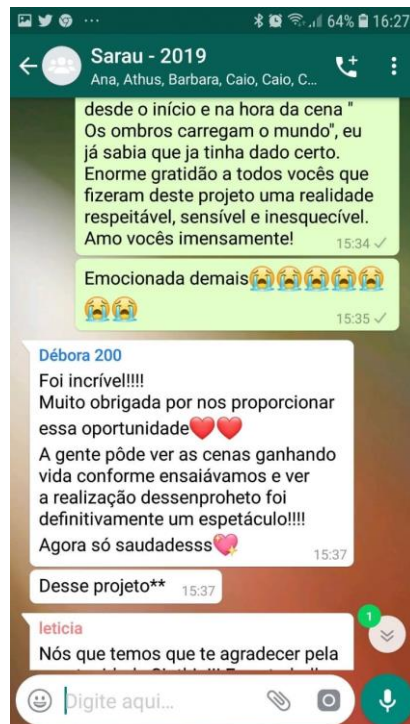 64% 16:27
Sarau - 2019
Ana, Athus, Barbara, Caio, Caio, C...
desde o início e na hora da cena "
Os ombros carregam o mundo", eu
já sabia que ja tinha dado certo.
Enorme gratidão a todos vocês que
fizeram deste projeto uma realidade
respeitável, sensível e inesquecível.
Amo vocês imensamente! 15:34
Emocionada demais😭😭😭😭😭
😭😭
15:35
Débora 200
Foi incrível!!!!
Muito obrigada por nos proporcionar
essa oportunidade❤️❤️
A gente pôde ver as cenas ganhando
vida conforme ensaiávamos e ver
a realização dessenproheto foi
definitivamente um espetáculo!!!!
Agora só saudadesss💘
15:37
Desse projeto** 15:37
1
leticia
Nós que temos que te agradecer pela
Digite aqui...